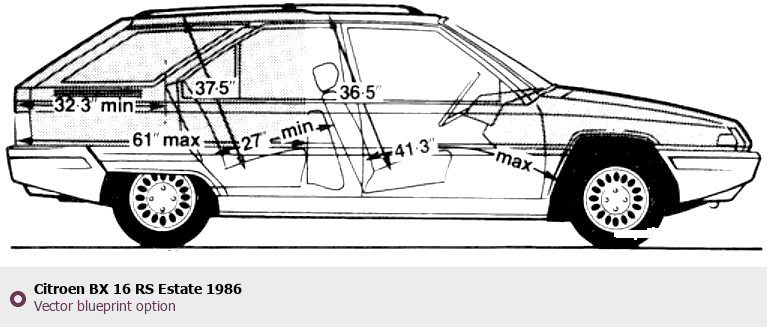 37·5"
36·5"
32·3" min
61" max
27" min
41·3"
max
Citroen BX 16 RS Estate 1986
Vector blueprint option